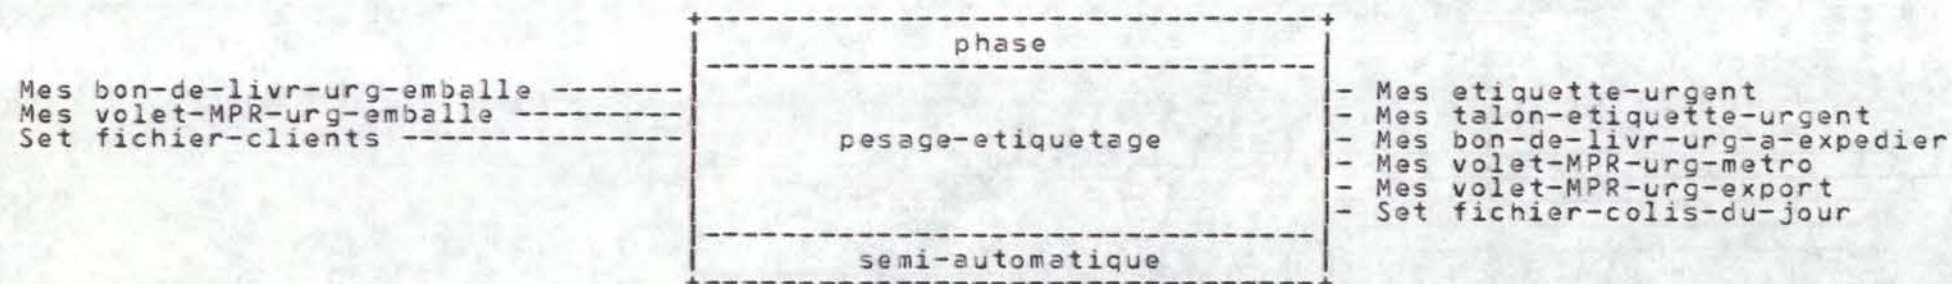 phase
Mes bon-de-livr-urg-emballe
Mes volet-MPR-urg-emballe
Set fichier-clients
pesage-etiquetage
Mes etiquette-urgent
Mes talon-etiquette-urgent
Mes bon-de-livr-urg-a-expedier
Mes volet-MPR-urg-metro
Mes volet-MPR-urg-export
Set fichier-colis-du-jour
semi-automatique